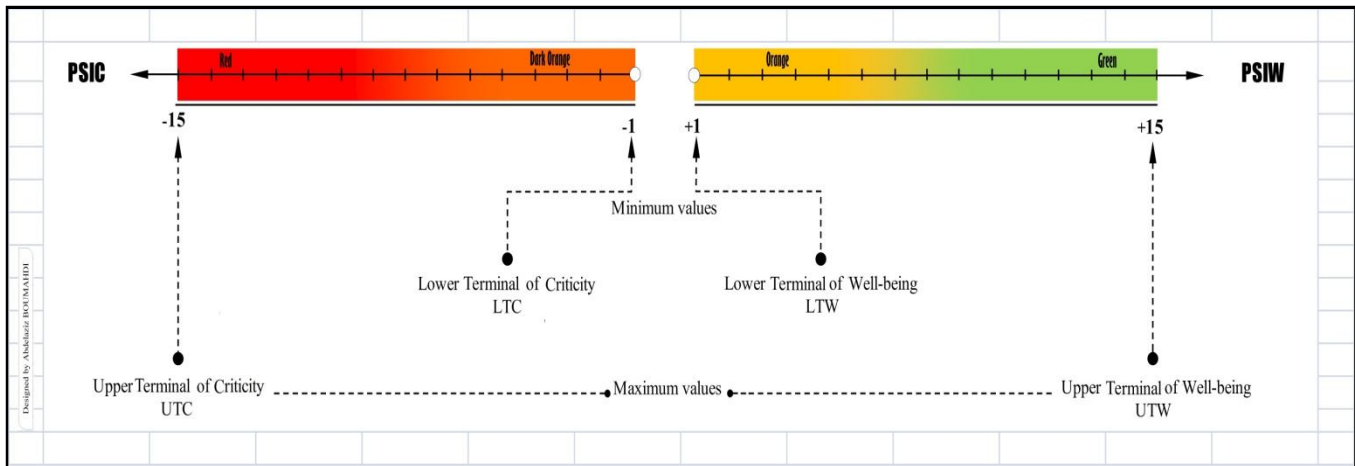 Red
Dark Orange
Orange
Green
PSIC
PSIW
-15
-1
+1
+15
Minimum values
Lower Terminal of Criticity
LTC
Lower Terminal of Well-being
LTW
Upper Terminal of Criticity
UTC
Maximum values
Upper Terminal of Well-being
UTW
Designed by Abdelaziz BOUMAHDI